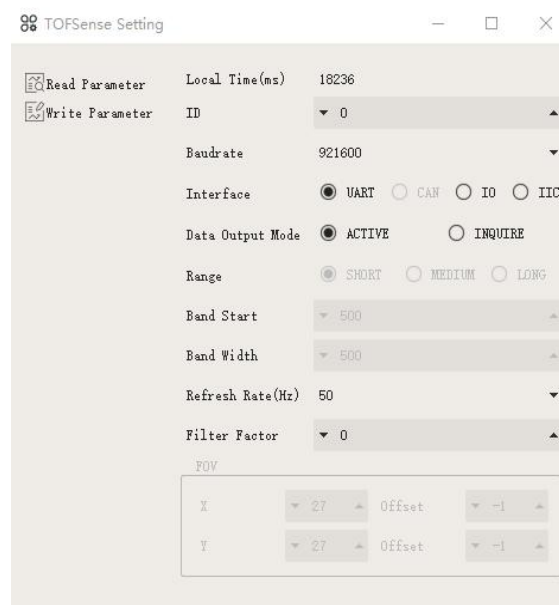 TOFSense Setting
Read Parameter
Write Parameter
Local Time(ms) 18236
ID 0
Baudrate 921600
Interface UART CAN IO IIC
Data Output Mode ACTIVE INQUIRE
Range SHORT MEDIUM LONG
Band Start 500
Band Width 500
Refresh Rate(Hz) 50
Filter Factor 0
FOV
X 27 Offset -1
Y 27 Offset -1